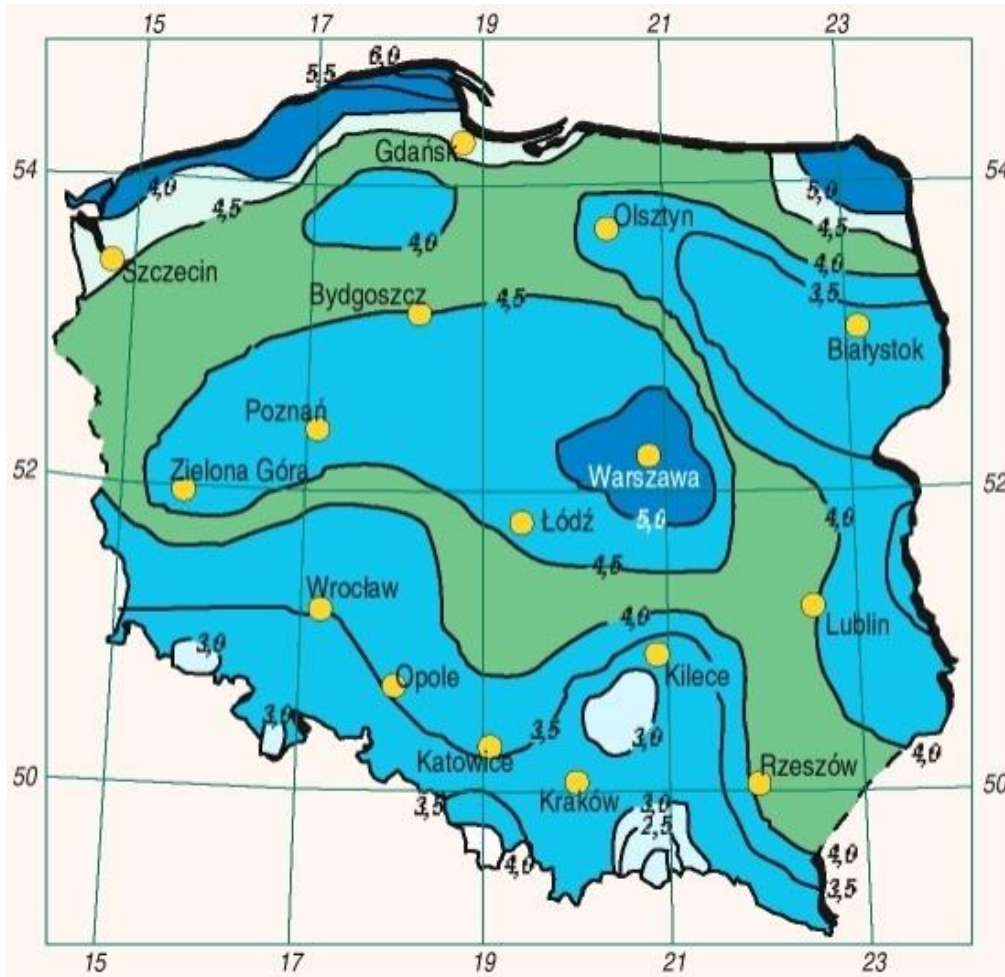 15 17 19 21 23
6,0
5,5
54 Gdańsk 54
4,0
5,0
4,5
4,5
Olsztyn
4,0
Szczecin
4,0
3,5
Bydgoszcz 4,5
Białystok
Poznań
52 Zielona Góra Warszawa 52
5,0
4,0
Łódź
4,5
Wrocław
4,0
Lublin
3,0
Opole Kilece
3,0
3,5
3,0
4,0
50 Katowice Rzeszów 50
3,5
Kraków
3,0
2,5
4,0
4,0
3,5
15 17 19 21 23